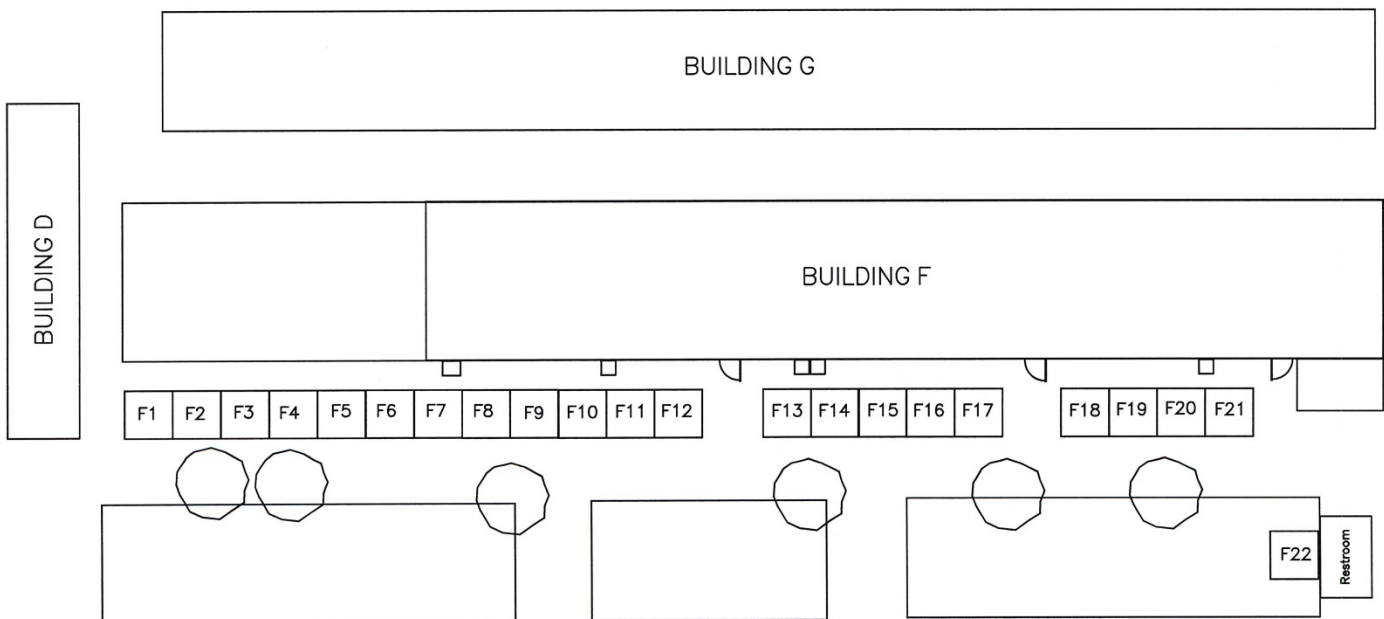 BUILDING G
BUILDING D
BUILDING F
F1 F2 F3 F4 F5 F6 F7 F8 F9 F10 F11 F12 F13 F14 F15 F16 F17 F18 F19 F20 F21
F22
Restroom